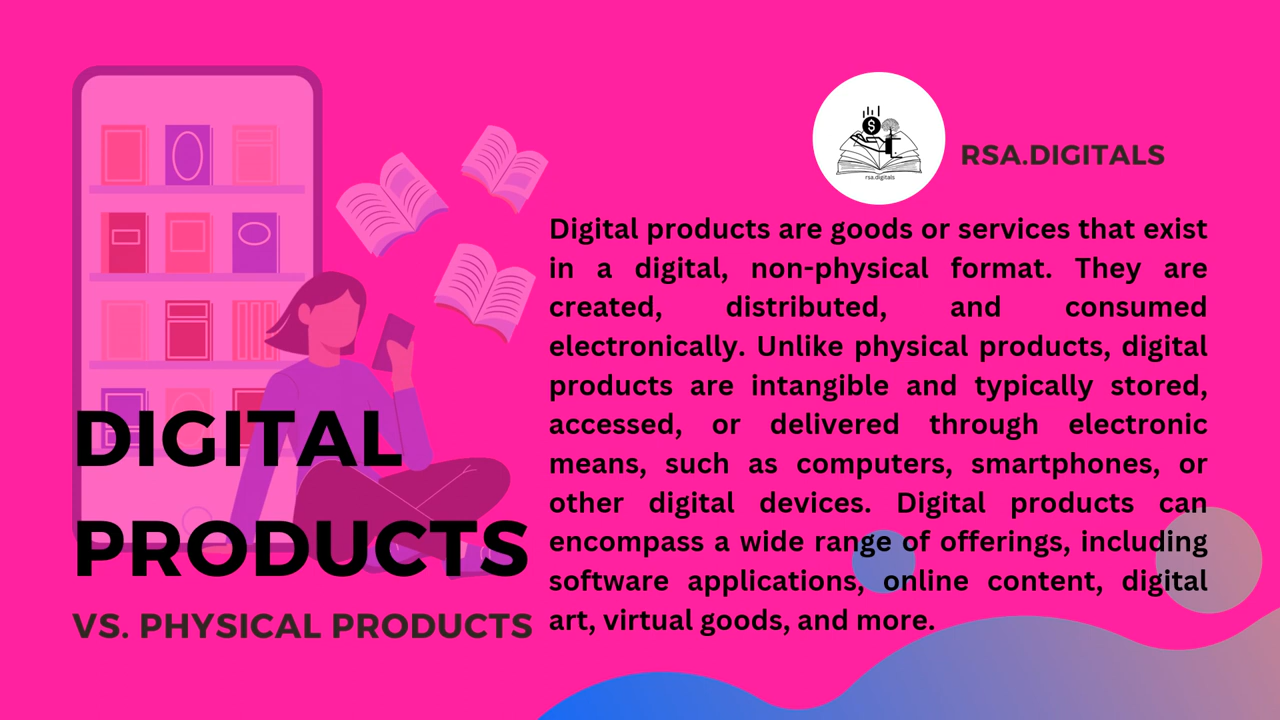 DIGITAL
PRODUCTS
VS. PHYSICAL PRODUCTS
rsa.digitals
RSA.DIGITALS
Digital products are goods or services that exist
in a digital, non-physical format. They are
created, distributed, and consumed
electronically. Unlike physical products, digital
products are intangible and typically stored,
accessed, or delivered through electronic
means, such as computers, smartphones, or
other digital devices. Digital products can
encompass a wide range of offerings, including
software applications, online content, digital
art, virtual goods, and more.